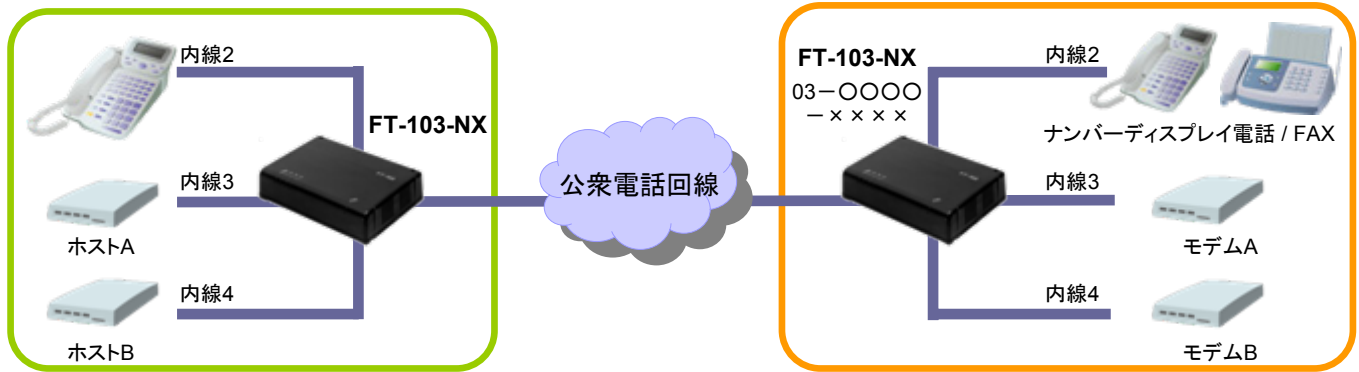 内線2
FT-103-NX
内線3
ホストA
内線4
ホストB
公衆電話回線
FT-103-NX
03－〇〇〇〇
－××××
内線2
ナンバーディスプレイ電話 / FAX
内線3
モデムA
内線4
モデムB